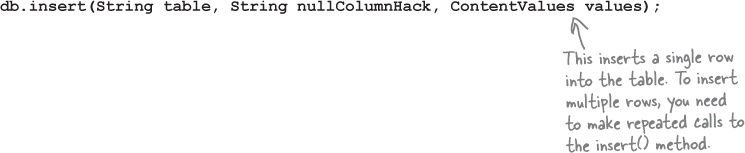 db.insert(String table, String nullColumnHack, ContentValues values);
This inserts a single row
into the table. To insert
multiple rows, you need
to make repeated calls to
the insert() method.